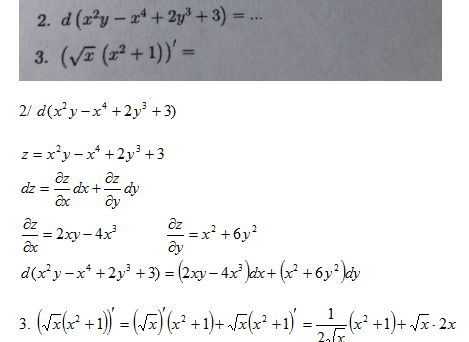 2. d (x²y − x⁴ + 2y³ + 3) = ...
3. (√x (x² + 1))′ =
2/ d(x²y − x⁴ + 2y³ + 3)
z = x²y − x⁴ + 2y³ + 3
dz = ∂z/∂x dx + ∂z/∂y dy
∂z/∂x = 2xy − 4x³ ∂z/∂y = x² + 6y²
d(x²y − x⁴ + 2y³ + 3) = (2xy − 4x³)dx + (x² + 6y²)dy
3. (√x(x² + 1))′ = (√x)′(x² + 1) + √x(x² + 1)′ = 1/2√x (x² + 1) + √x · 2x